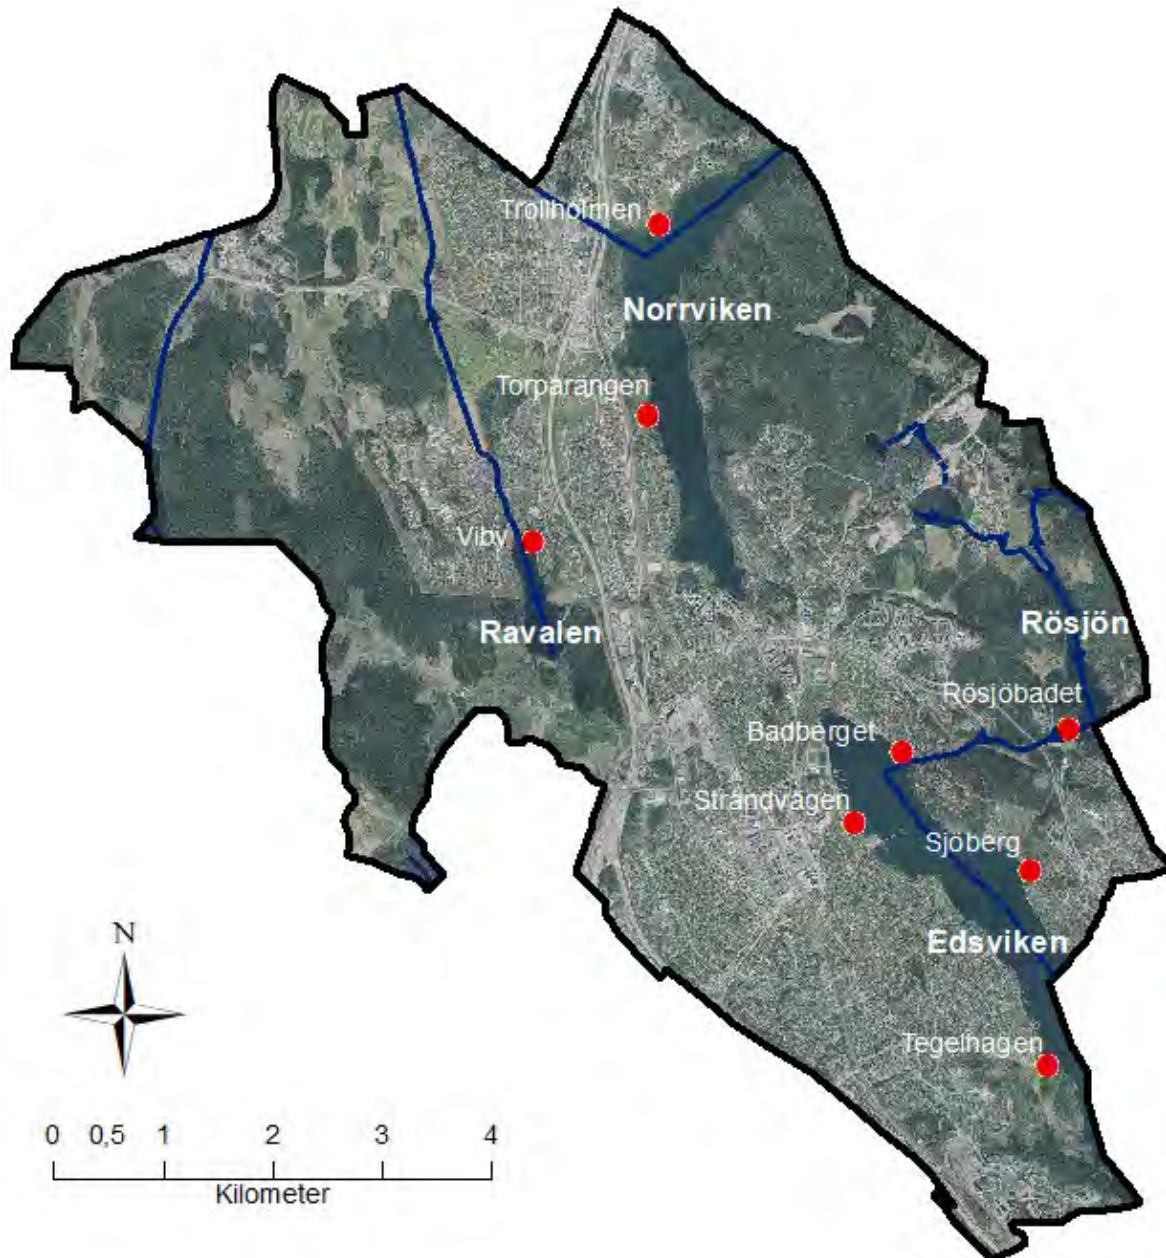 Trollholmen
Norrviken
Torparängen
Viby
Ravalen
Rösjön
Rösjöbadet
Badberget
Strandvägen
Sjöberg
Edsviken
Tegelhagen
N
0 0,5 1 2 3 4
Kilometer